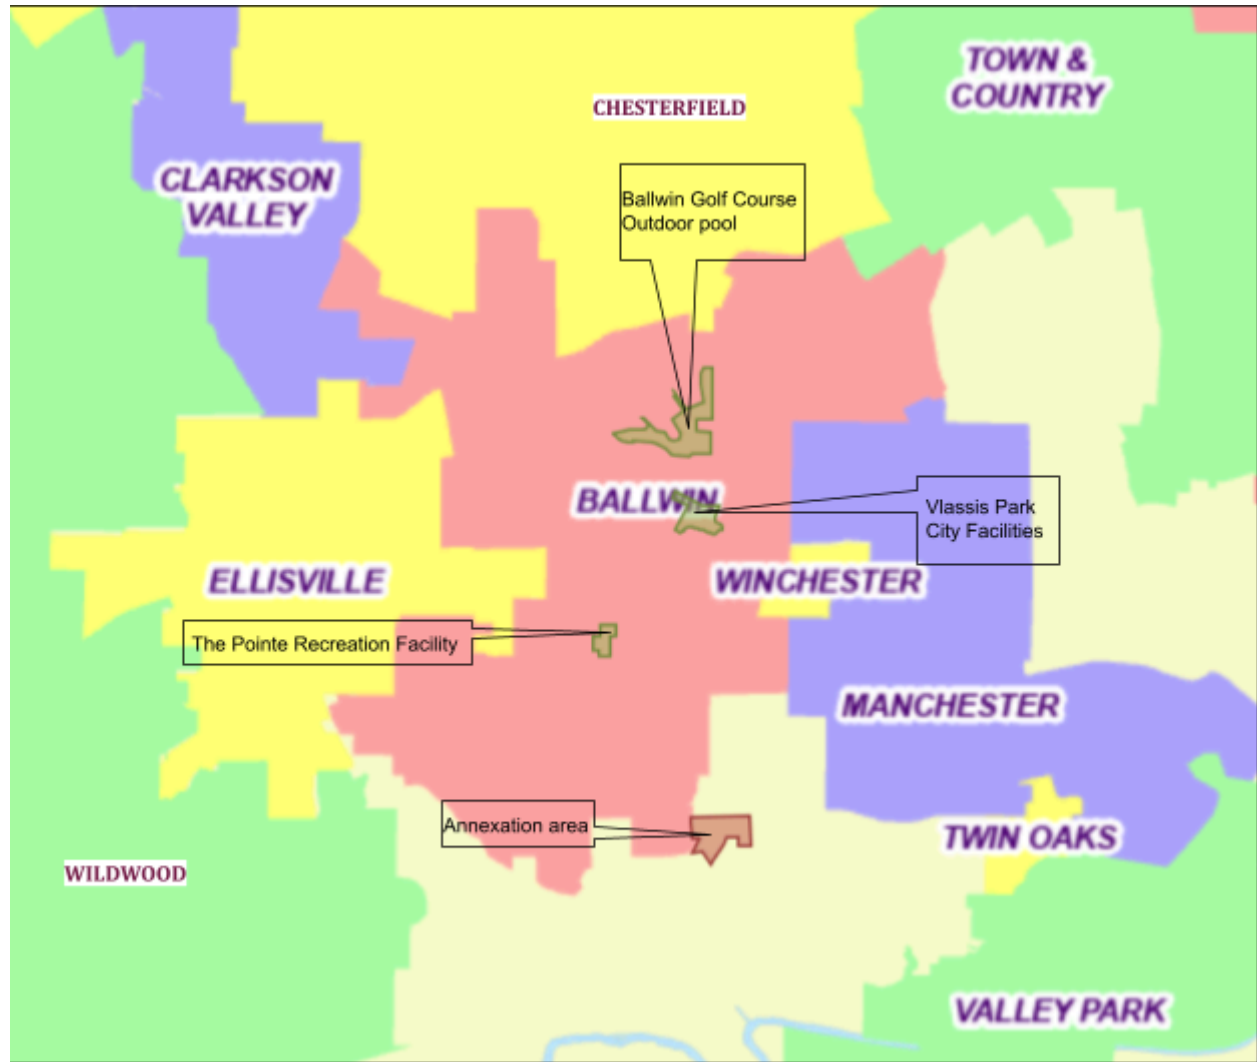 TOWN &
COUNTRY
CHESTERFIELD
CLARKSON
VALLEY
Ballwin Golf Course
Outdoor pool
BALLWIN
Vlassis Park
City Facilities
ELLISVILLE
WINCHESTER
The Pointe Recreation Facility
MANCHESTER
Annexation area
TWIN OAKS
WILDWOOD
VALLEY PARK